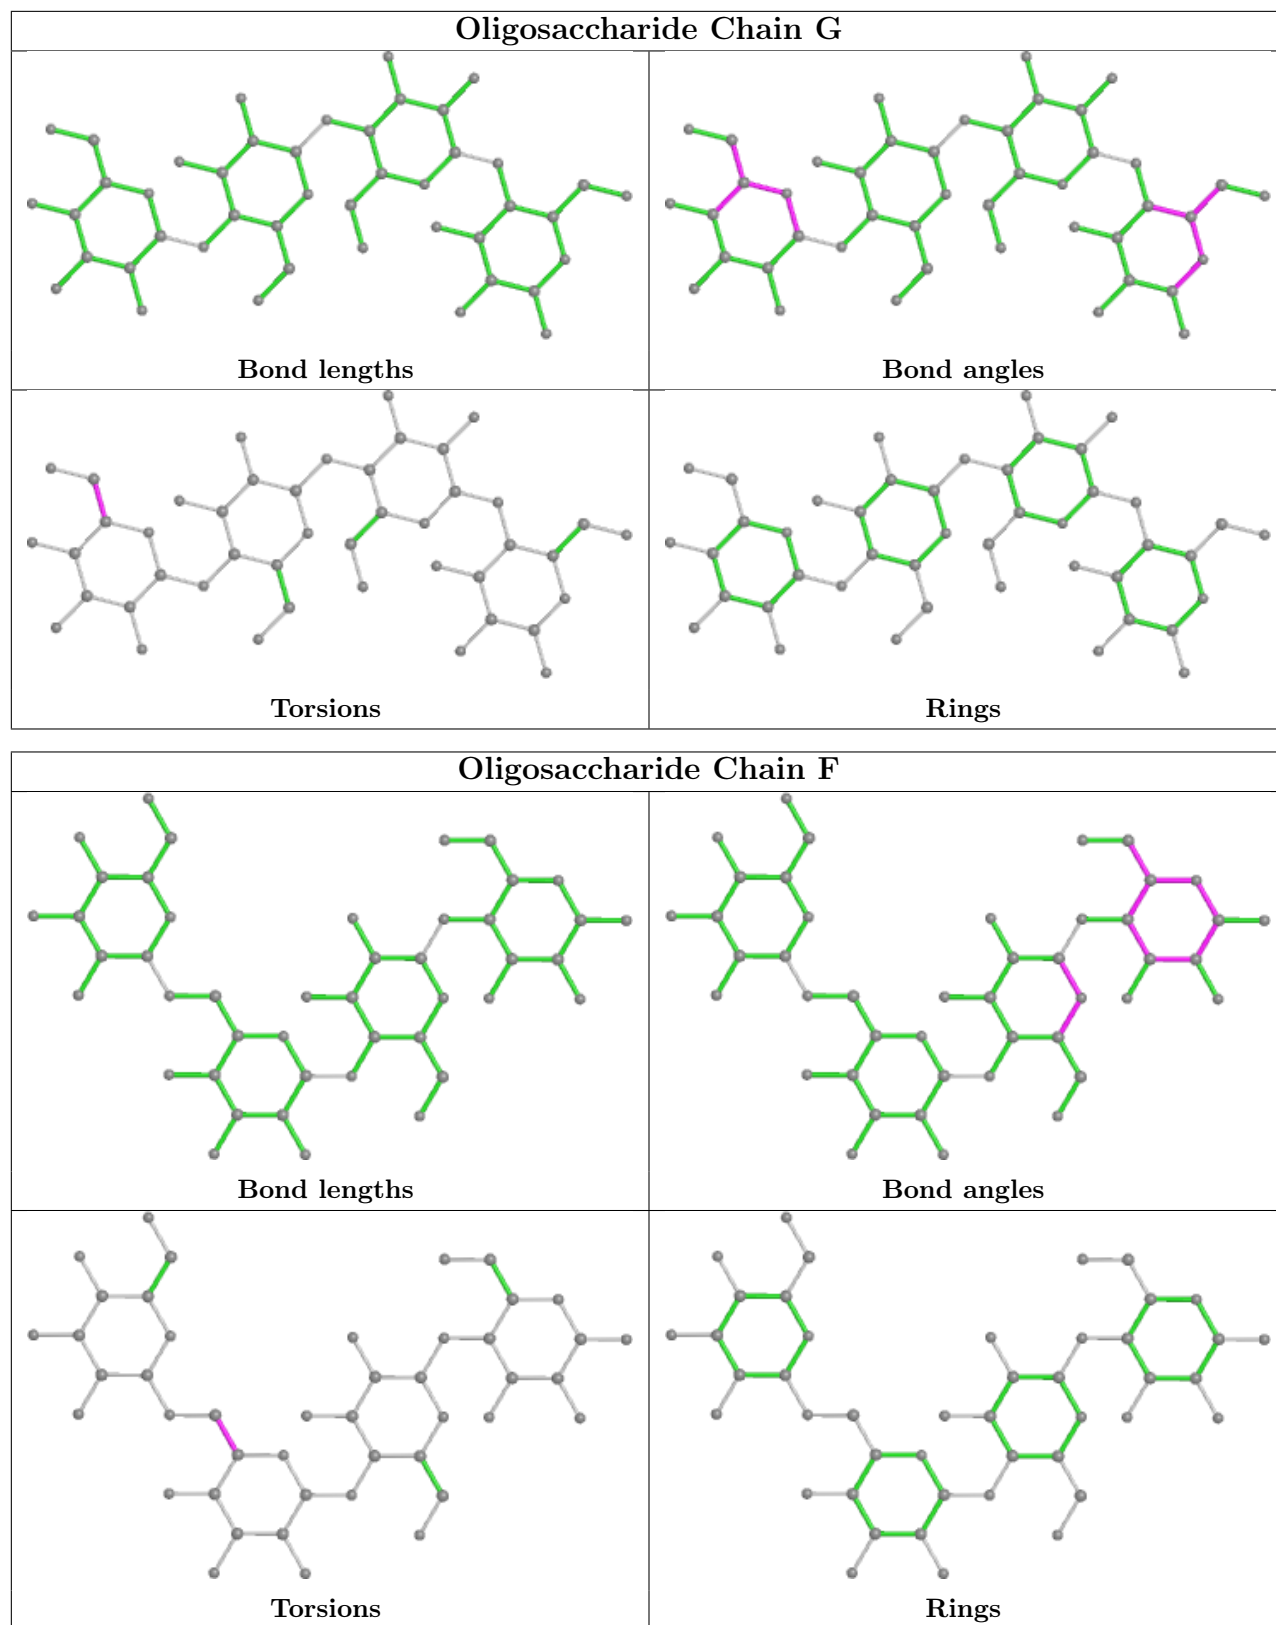 Oligosaccharide Chain G
Bond lengths
Bond angles
Torsions
Rings
Oligosaccharide Chain F
Bond lengths
Bond angles
Torsions
Rings